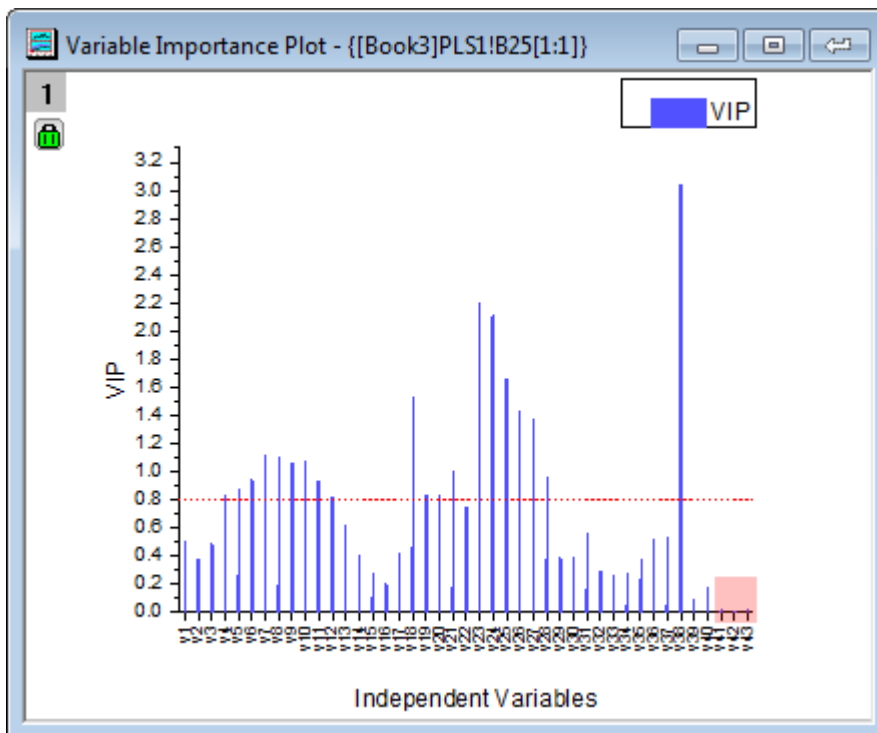 Variable Importance Plot - {[Book3]PLS1!B25[1:1]}
1
VIP
3.2
3.0
2.8
2.6
2.4
2.2
2.0
1.8
1.6
1.4
1.2
1.0
0.8
0.6
0.4
0.2
0.0
VIP
v1
v2
v3
v4
v5
v6
v7
v8
v9
v10
v11
v12
v13
v14
v15
v16
v17
v18
v19
v20
v21
v22
v23
v24
v25
v26
v27
v28
v29
v30
v31
v32
v33
v34
v35
v36
v37
v38
v39
v40
v41
v42
v43
Independent Variables